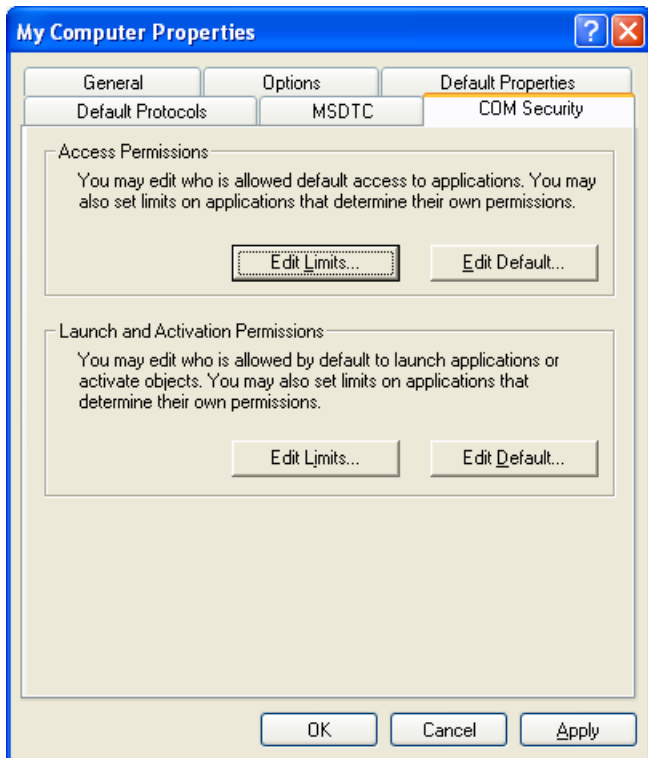 My Computer Properties
General Options Default Properties
Default Protocols MSDTC COM Security
Access Permissions
You may edit who is allowed default access to applications. You may
also set limits on applications that determine their own permissions.
Edit Limits... Edit Default...
Launch and Activation Permissions
You may edit who is allowed by default to launch applications or
activate objects. You may also set limits on applications that
determine their own permissions.
Edit Limits... Edit Default...
OK Cancel Apply